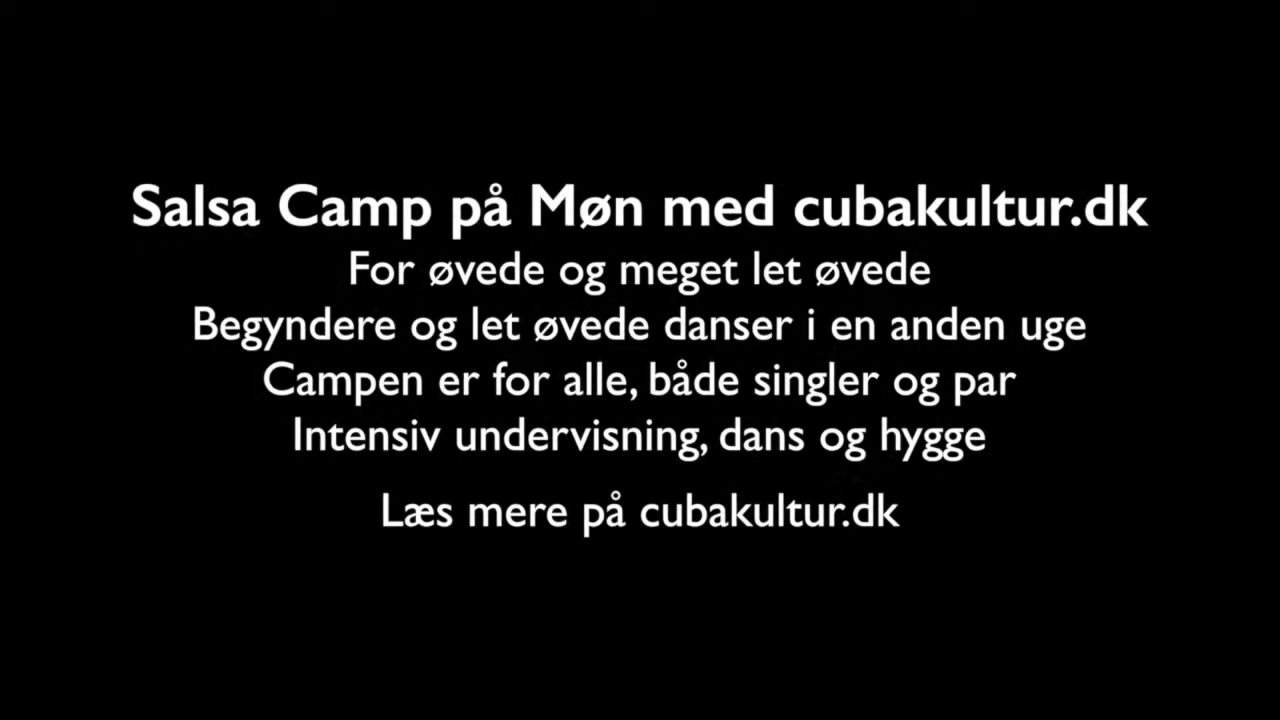 Salsa Camp på Møn med cubakultur.dk
For øvede og meget let øvede
Begyndere og let øvede danser i en anden uge
Campen er for alle, både singler og par
Intensiv undervisning, dans og hygge
Læs mere på cubakultur.dk